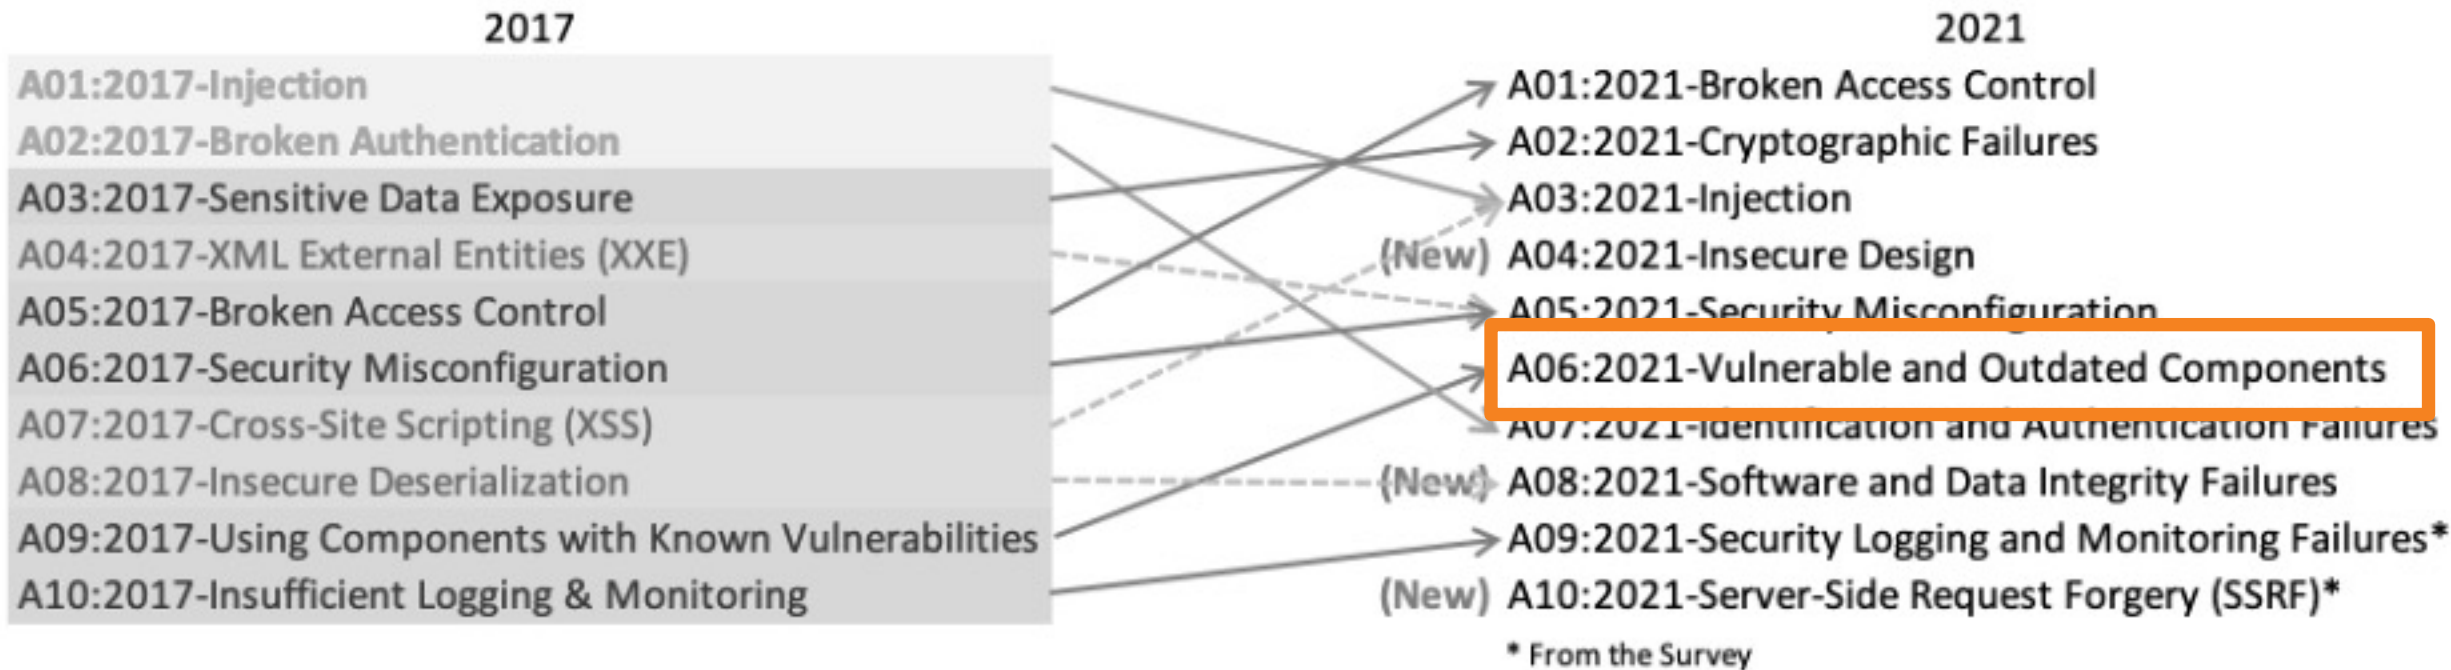 2017
A01:2017-Injection
A02:2017-Broken Authentication
A03:2017-Sensitive Data Exposure
A04:2017-XML External Entities (XXE)
A05:2017-Broken Access Control
A06:2017-Security Misconfiguration
A07:2017-Cross-Site Scripting (XSS)
A08:2017-Insecure Deserialization
A09:2017-Using Components with Known Vulnerabilities
A10:2017-Insufficient Logging & Monitoring
2021
A01:2021-Broken Access Control
A02:2021-Cryptographic Failures
A03:2021-Injection
(New) A04:2021-Insecure Design
A05:2021-Security Misconfiguration
A06:2021-Vulnerable and Outdated Components
A07:2021-Identification and Authentication Failures
(New) A08:2021-Software and Data Integrity Failures
A09:2021-Security Logging and Monitoring Failures*
(New) A10:2021-Server-Side Request Forgery (SSRF)*
* From the Survey